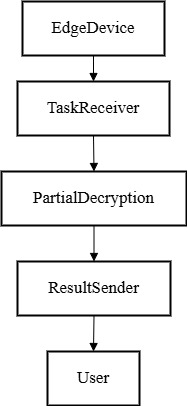 EdgeDevice
TaskReceiver
PartialDecryption
ResultSender
User